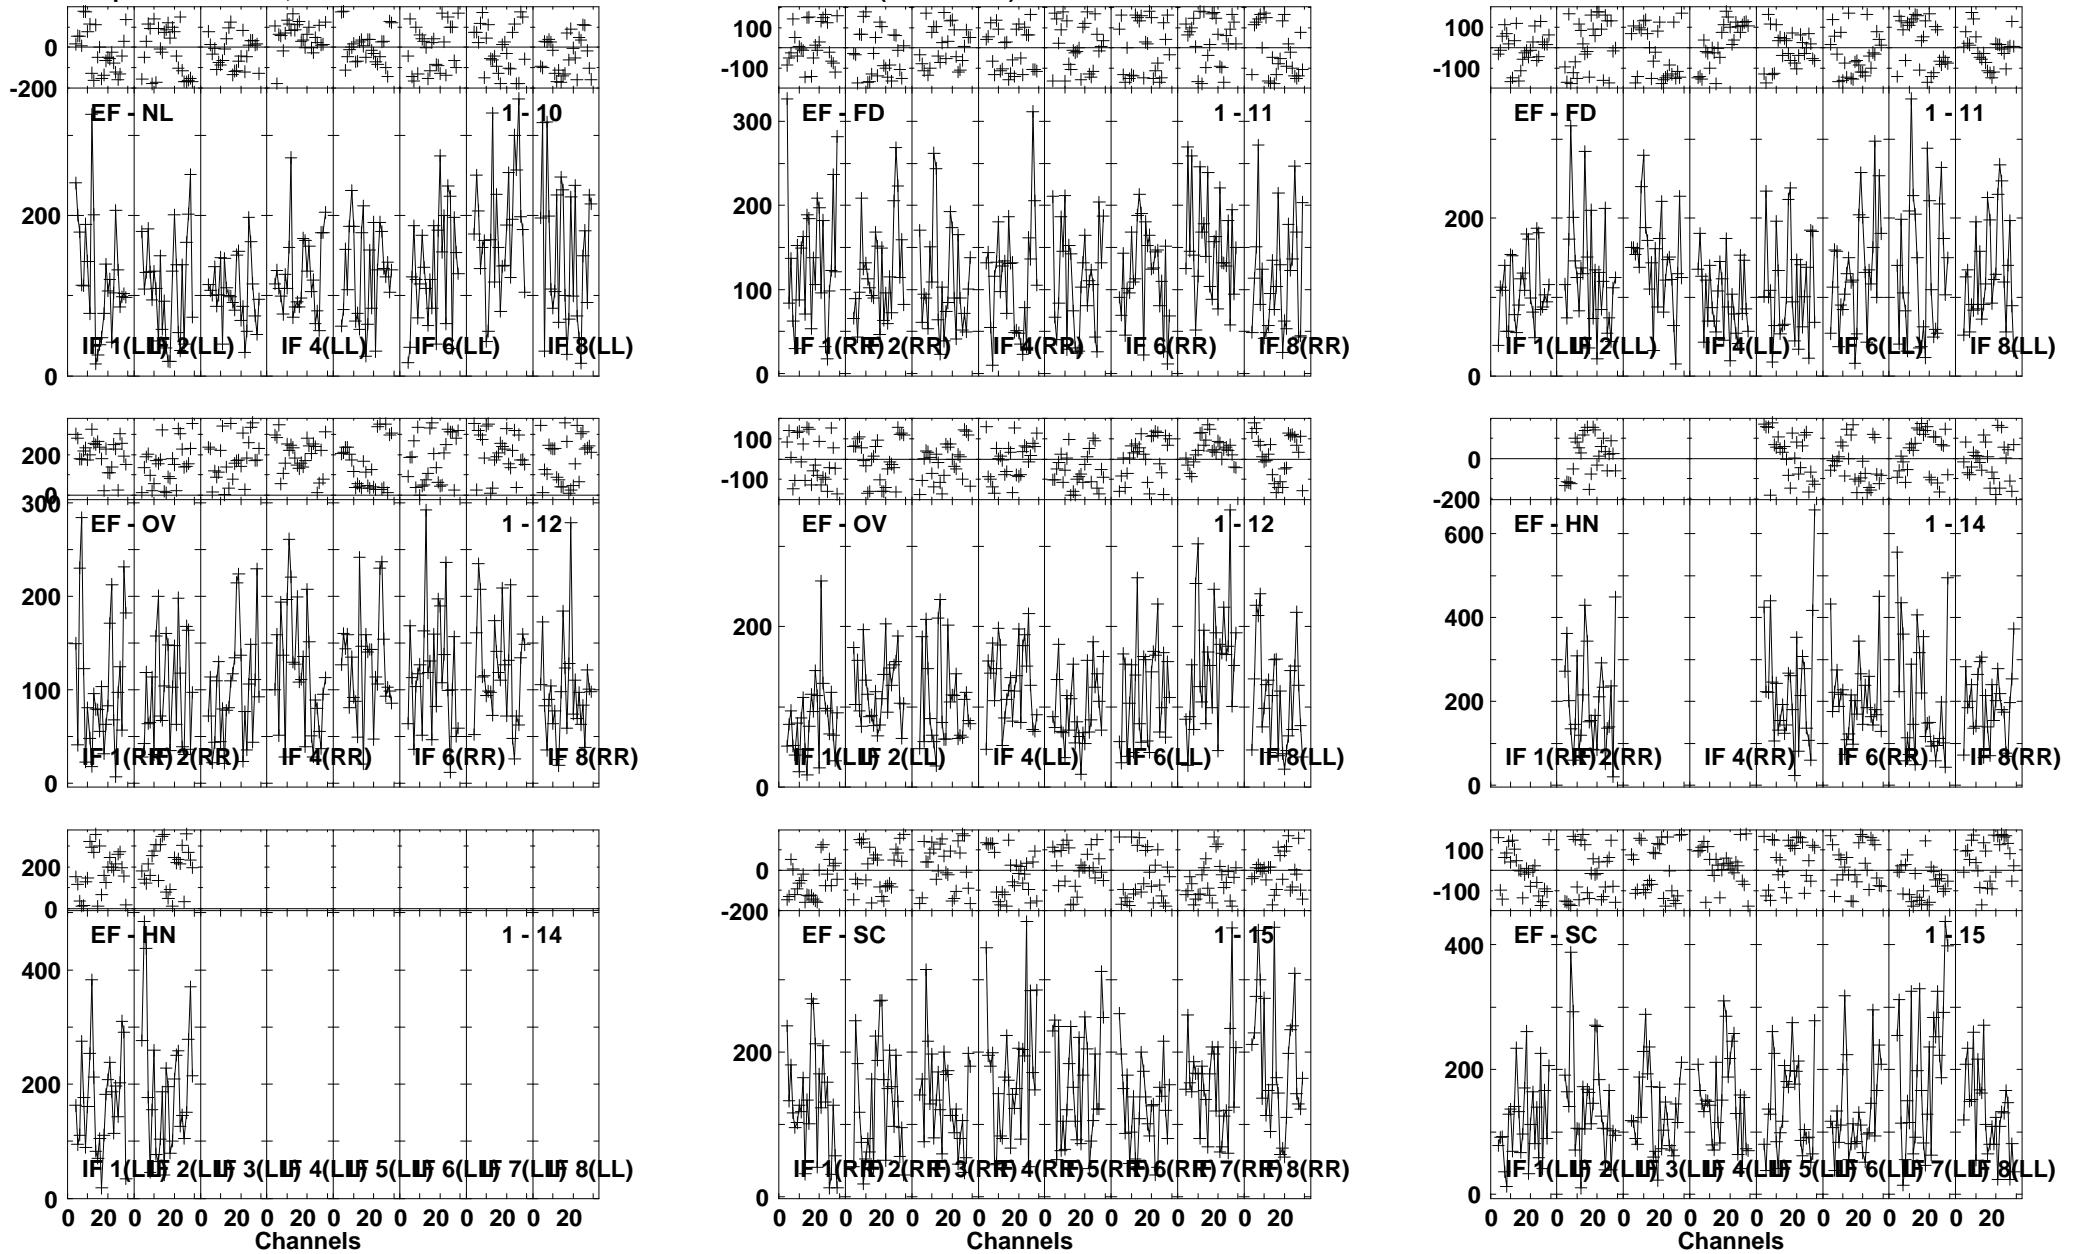 100
100
0
-200
-100
-100
EF - NL
1 - 10
EF - FD
1 - 11
EF - FD
1 - 11
300
200
200
200
100
0
0
0
IF 1(LL)
IF 2(LL)
IF 4(LL)
IF 6(LL)
IF 8(LL)
IF 1(RR)
IF 2(RR)
IF 4(RR)
IF 6(RR)
IF 8(RR)
IF 1(LL)
IF 2(LL)
IF 4(LL)
IF 6(LL)
IF 8(LL)
200
0
100
-100
0
-200
EF - OV
1 - 12
EF - OV
1 - 12
EF - HN
1 - 14
300
200
100
0
200
0
600
400
200
0
IF 1(RR)
IF 2(RR)
IF 4(RR)
IF 6(RR)
IF 8(RR)
IF 1(LL)
IF 2(LL)
IF 4(LL)
IF 6(LL)
IF 8(LL)
IF 1(RR)
IF 2(RR)
IF 4(RR)
IF 6(RR)
IF 8(RR)
200
0
0
-200
100
-100
EF - HN
1 - 14
EF - SC
1 - 15
EF - SC
1 - 15
400
200
0
200
0
400
200
0
IF 1(LL)
IF 2(LL)
IF 3(LL)
IF 4(LL)
IF 5(LL)
IF 6(LL)
IF 7(LL)
IF 8(LL)
IF 1(RR)
IF 2(RR)
IF 3(RR)
IF 4(RR)
IF 5(RR)
IF 6(RR)
IF 7(RR)
IF 8(RR)
IF 1(LL)
IF 2(LL)
IF 3(LL)
IF 4(LL)
IF 5(LL)
IF 6(LL)
IF 7(LL)
IF 8(LL)
0 20 0 20 0 20 0 20 0 20 0 20 0 20 0 20
0 20 0 20 0 20 0 20 0 20 0 20 0 20 0 20
0 20 0 20 0 20 0 20 0 20 0 20 0 20 0 20
Channels
Channels
Channels